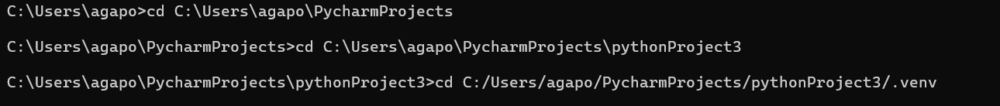 C:\Users\agapo>cd C:\Users\agapo\PycharmProjects
C:\Users\agapo\PycharmProjects>cd C:\Users\agapo\PycharmProjects\pythonProject3
C:\Users\agapo\PycharmProjects\pythonProject3>cd C:/Users/agapo/PycharmProjects/pythonProject3/.venv